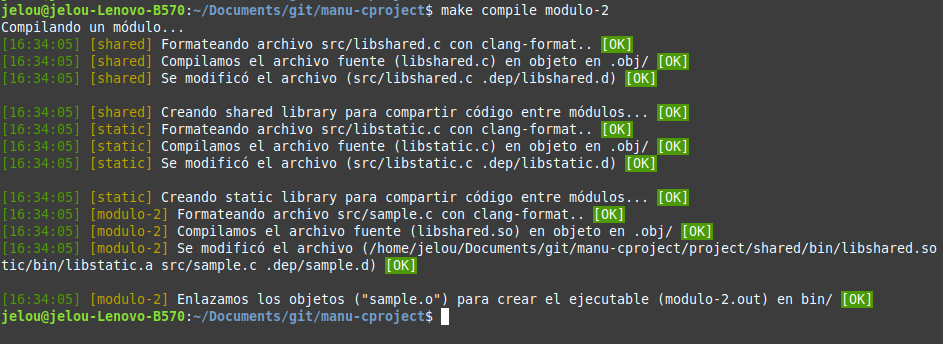 jelou@jelou-Lenovo-B570:~/Documents/git/manu-cproject$ make compile modulo-2
Compilando un módulo...
[16:34:05] [shared] Formateando archivo src/libshared.c con clang-format.. [OK]
[16:34:05] [shared] Compilamos el archivo fuente (libshared.c) en objeto en .obj/ [OK]
[16:34:05] [shared] Se modificó el archivo (src/libshared.c .dep/libshared.d) [OK]
[16:34:05] [shared] Creando shared library para compartir código entre módulos... [OK]
[16:34:05] [static] Formateando archivo src/libstatic.c con clang-format.. [OK]
[16:34:05] [static] Compilamos el archivo fuente (libstatic.c) en objeto en .obj/ [OK]
[16:34:05] [static] Se modificó el archivo (src/libstatic.c .dep/libstatic.d) [OK]
[16:34:05] [static] Creando static library para compartir código entre módulos... [OK]
[16:34:05] [modulo-2] Formateando archivo src/sample.c con clang-format.. [OK]
[16:34:05] [modulo-2] Compilamos el archivo fuente (libshared.so) en objeto en .obj/ [OK]
[16:34:05] [modulo-2] Se modificó el archivo (/home/jelou/Documents/git/manu-cproject/project/shared/bin/libshared.so
tic/bin/libstatic.a src/sample.c .dep/sample.d) [OK]
[16:34:05] [modulo-2] Enlazamos los objetos ("sample.o") para crear el ejecutable (modulo-2.out) en bin/ [OK]
jelou@jelou-Lenovo-B570:~/Documents/git/manu-cproject$